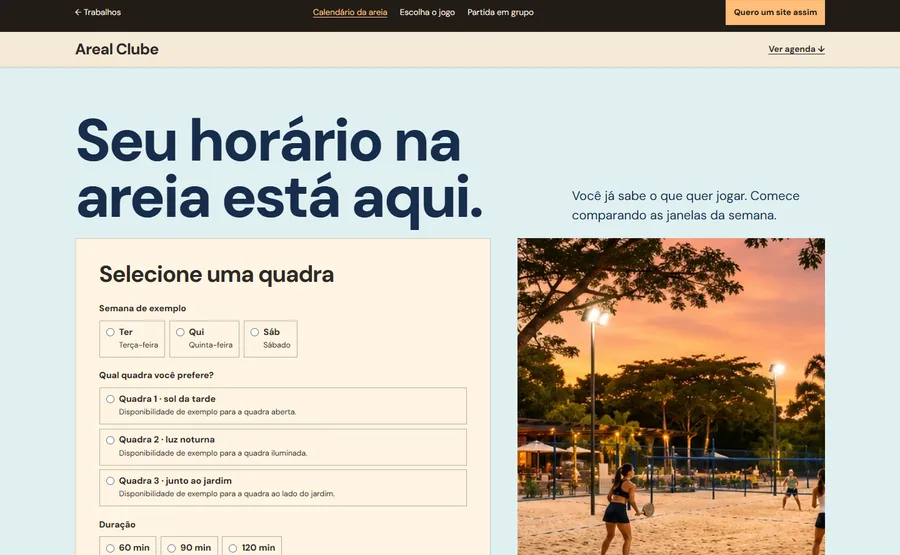 ← Trabalhos
Calendário da areia
Escolha o jogo
Partida em grupo
Quero um site assim
Areal Clube
Ver agenda ↓
Seu horário na
areia está aqui.
Você já sabe o que quer jogar. Comece
comparando as janelas da semana.
Selecione uma quadra
Semana de exemplo
Ter
Terça-feira
Qui
Quinta-feira
Sáb
Sábado
Qual quadra você prefere?
Quadra 1 · sol da tarde
Disponibilidade de exemplo para a quadra aberta.
Quadra 2 · luz noturna
Disponibilidade de exemplo para a quadra iluminada.
Quadra 3 · junto ao jardim
Disponibilidade de exemplo para a quadra ao lado do jardim.
Duração
60 min
90 min
120 min